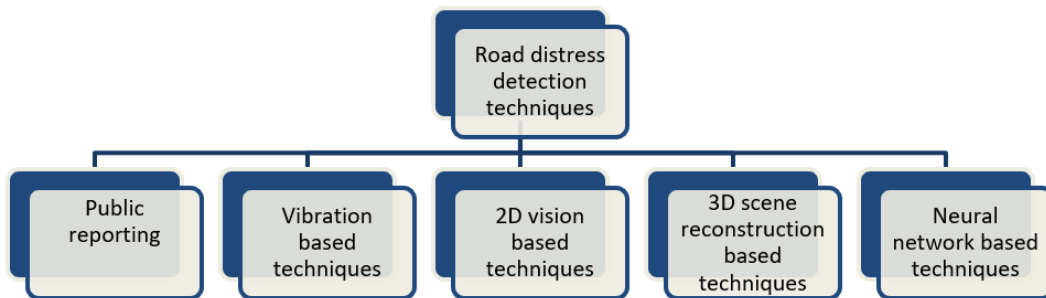 Road distress
detection
techniques
Public
reporting
Vibration
based
techniques
2D vision
based
techniques
3D scene
reconstruction
based
techniques
Neural
network based
techniques